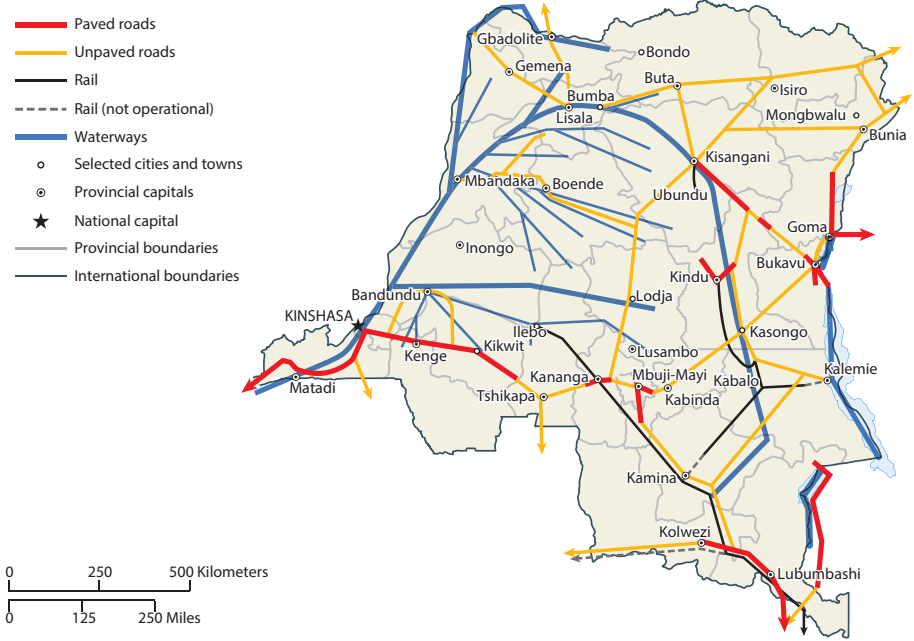 Paved roads
Unpaved roads
Rail
Rail (not operational)
Waterways
Selected cities and towns
Provincial capitals
National capital
Provincial boundaries
International boundaries
Gbadolite
Bondo
Gemena
Buta
Isiro
Bumba
Lisala
Mongbwalu
Bunia
Kisangani
Mbandaka
Boende
Ubundu
Goma
Inongo
Bukavu
Kindu
Bandundu
Lodja
KINSHASA
Ilebo
Kasongo
Kenge
Kikwit
Lusambo
Kananga
Mbuji-Mayi
Kabalo
Kalemie
Matadi
Tshikapa
Kabinda
Kamina
Kolwezi
Lubumbashi
0 250 500 Kilometers
0 125 250 Miles